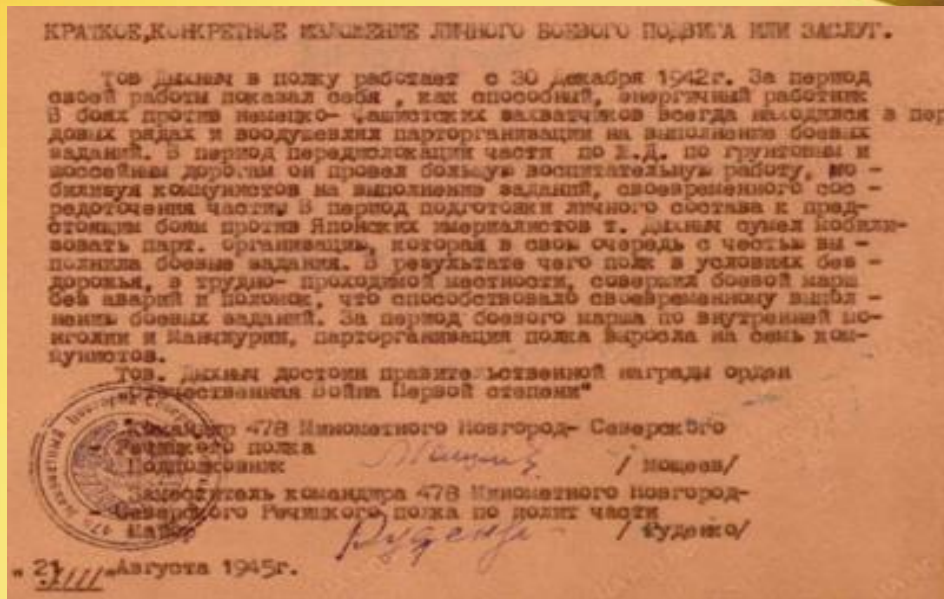 КРАТКОЕ,КОНКРЕТНОЕ ИЗЛОЖЕНИЕ ЛИЧНОГО БОЕВОГО ПОДВИГА ИЛИ ЗАСЛУГ.
Тов Дыхныч в полку работает с 30 Декабря 1942г. За период
своей работы показал себя , как способный, энергичный работник
В боях против немецко- фашистских захватчиков всегда находился в пер
довых рядах и воодушевлял парторганизации на выполнение боевых
заданий. В период передислокации части по Ж.Д. по грунтовым и
шоссейным дорогам он провел большую воспитательную работу, мо -
билизуя коммунистов на выполнение заданий, своевременного сос -
редоточения части. В период подготовки личного состава к пред-
стоящим боям против Японских имериалистов т. Дыхныч сумел мобили-
зовать парт. организацию, которая в свою очередь с честью вы -
полнила боевые задания. В результате чего полк в условиях без -
дорожья, в трудно- проходимой местности, совершил боевой марш
без аварий и поломок, что способствовало своевременному выпол -
нению боевых заданий. За период боевого марша по внутренней мо-
нголии и Манчжурии, парторганизация полка выросла на семь ком-
мунистов.
Тов. Дыхныч достоин правительственной награды орден
"Отечественная Война Первой степени"
Командир 478 Минометного Новгород- Северского
Речицкого полка
Подполковник / Мощеев/
Заместитель командира 478 Минометного Новгород-
Северского Речицкого полка по полит части
Майор Руденко / Руденко/
" 21 " Августа 1945г.
VIII